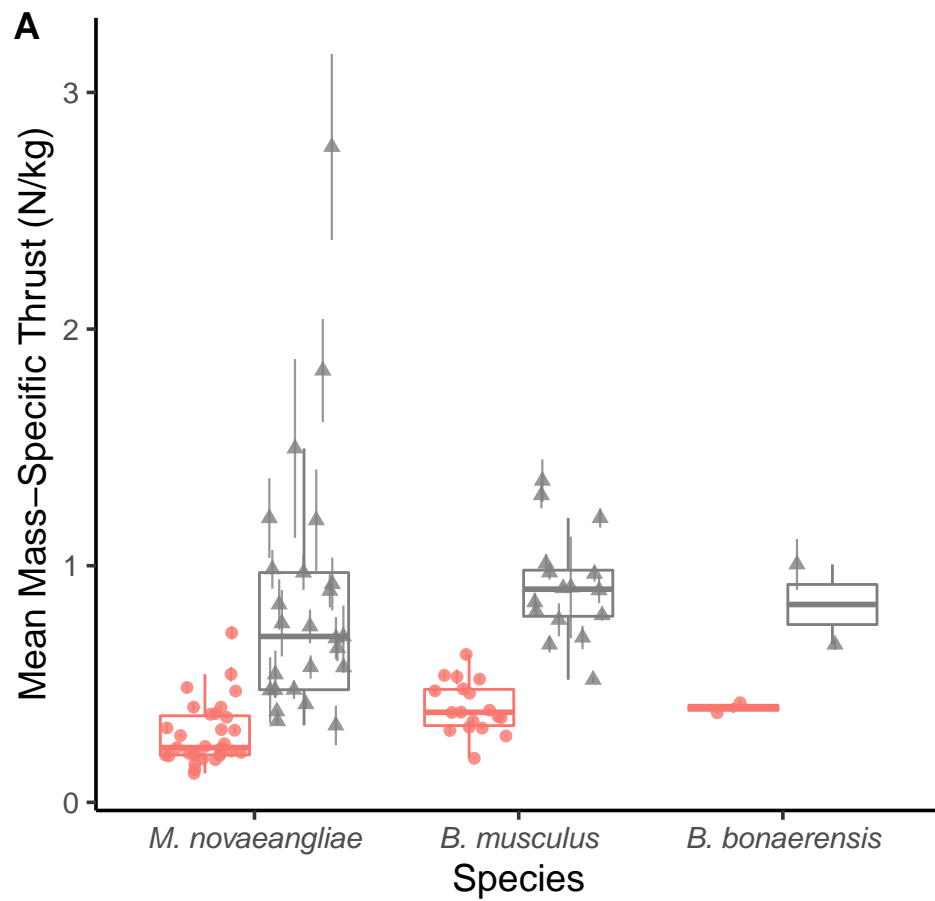 A
Mean Mass−Specific Thrust (N/kg)
3
2
1
0
M. novaeangliae
B. musculus
B. bonaerensis
Species